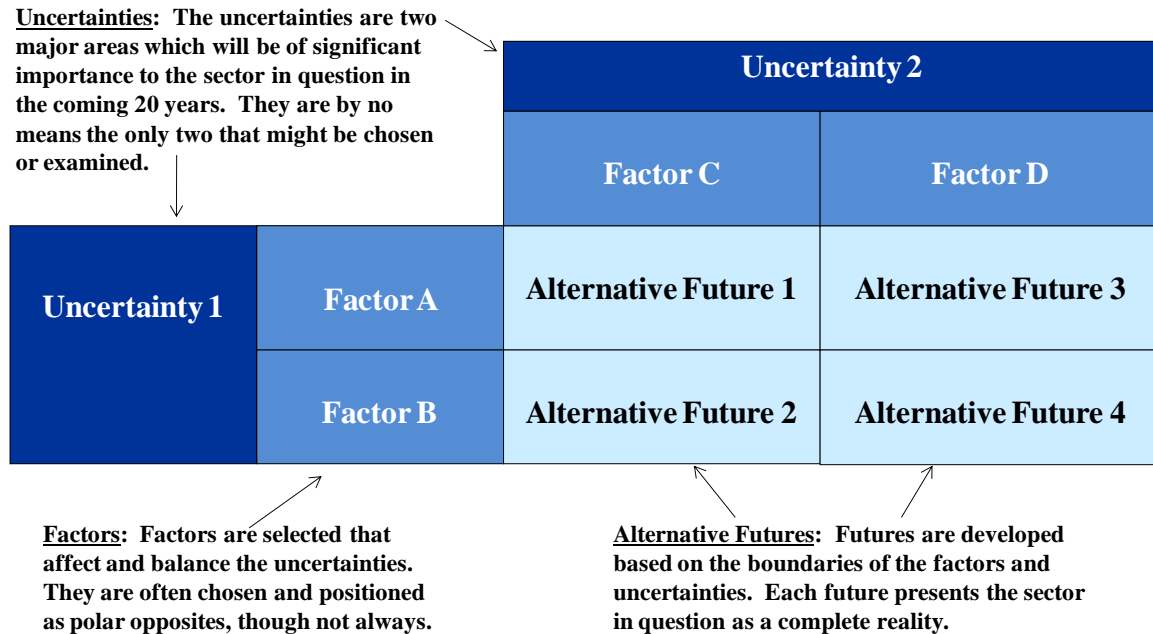 Uncertainties: The uncertainties are two
major areas which will be of significant
importance to the sector in question in
the coming 20 years. They are by no
means the only two that might be chosen
or examined.
Uncertainty 2
Factor C
Factor D
Uncertainty 1
Factor A
Alternative Future 1
Alternative Future 3
Factor B
Alternative Future 2
Alternative Future 4
Factors: Factors are selected that
affect and balance the uncertainties.
They are often chosen and positioned
as polar opposites, though not always.
Alternative Futures: Futures are developed
based on the boundaries of the factors and
uncertainties. Each future presents the sector
in question as a complete reality.